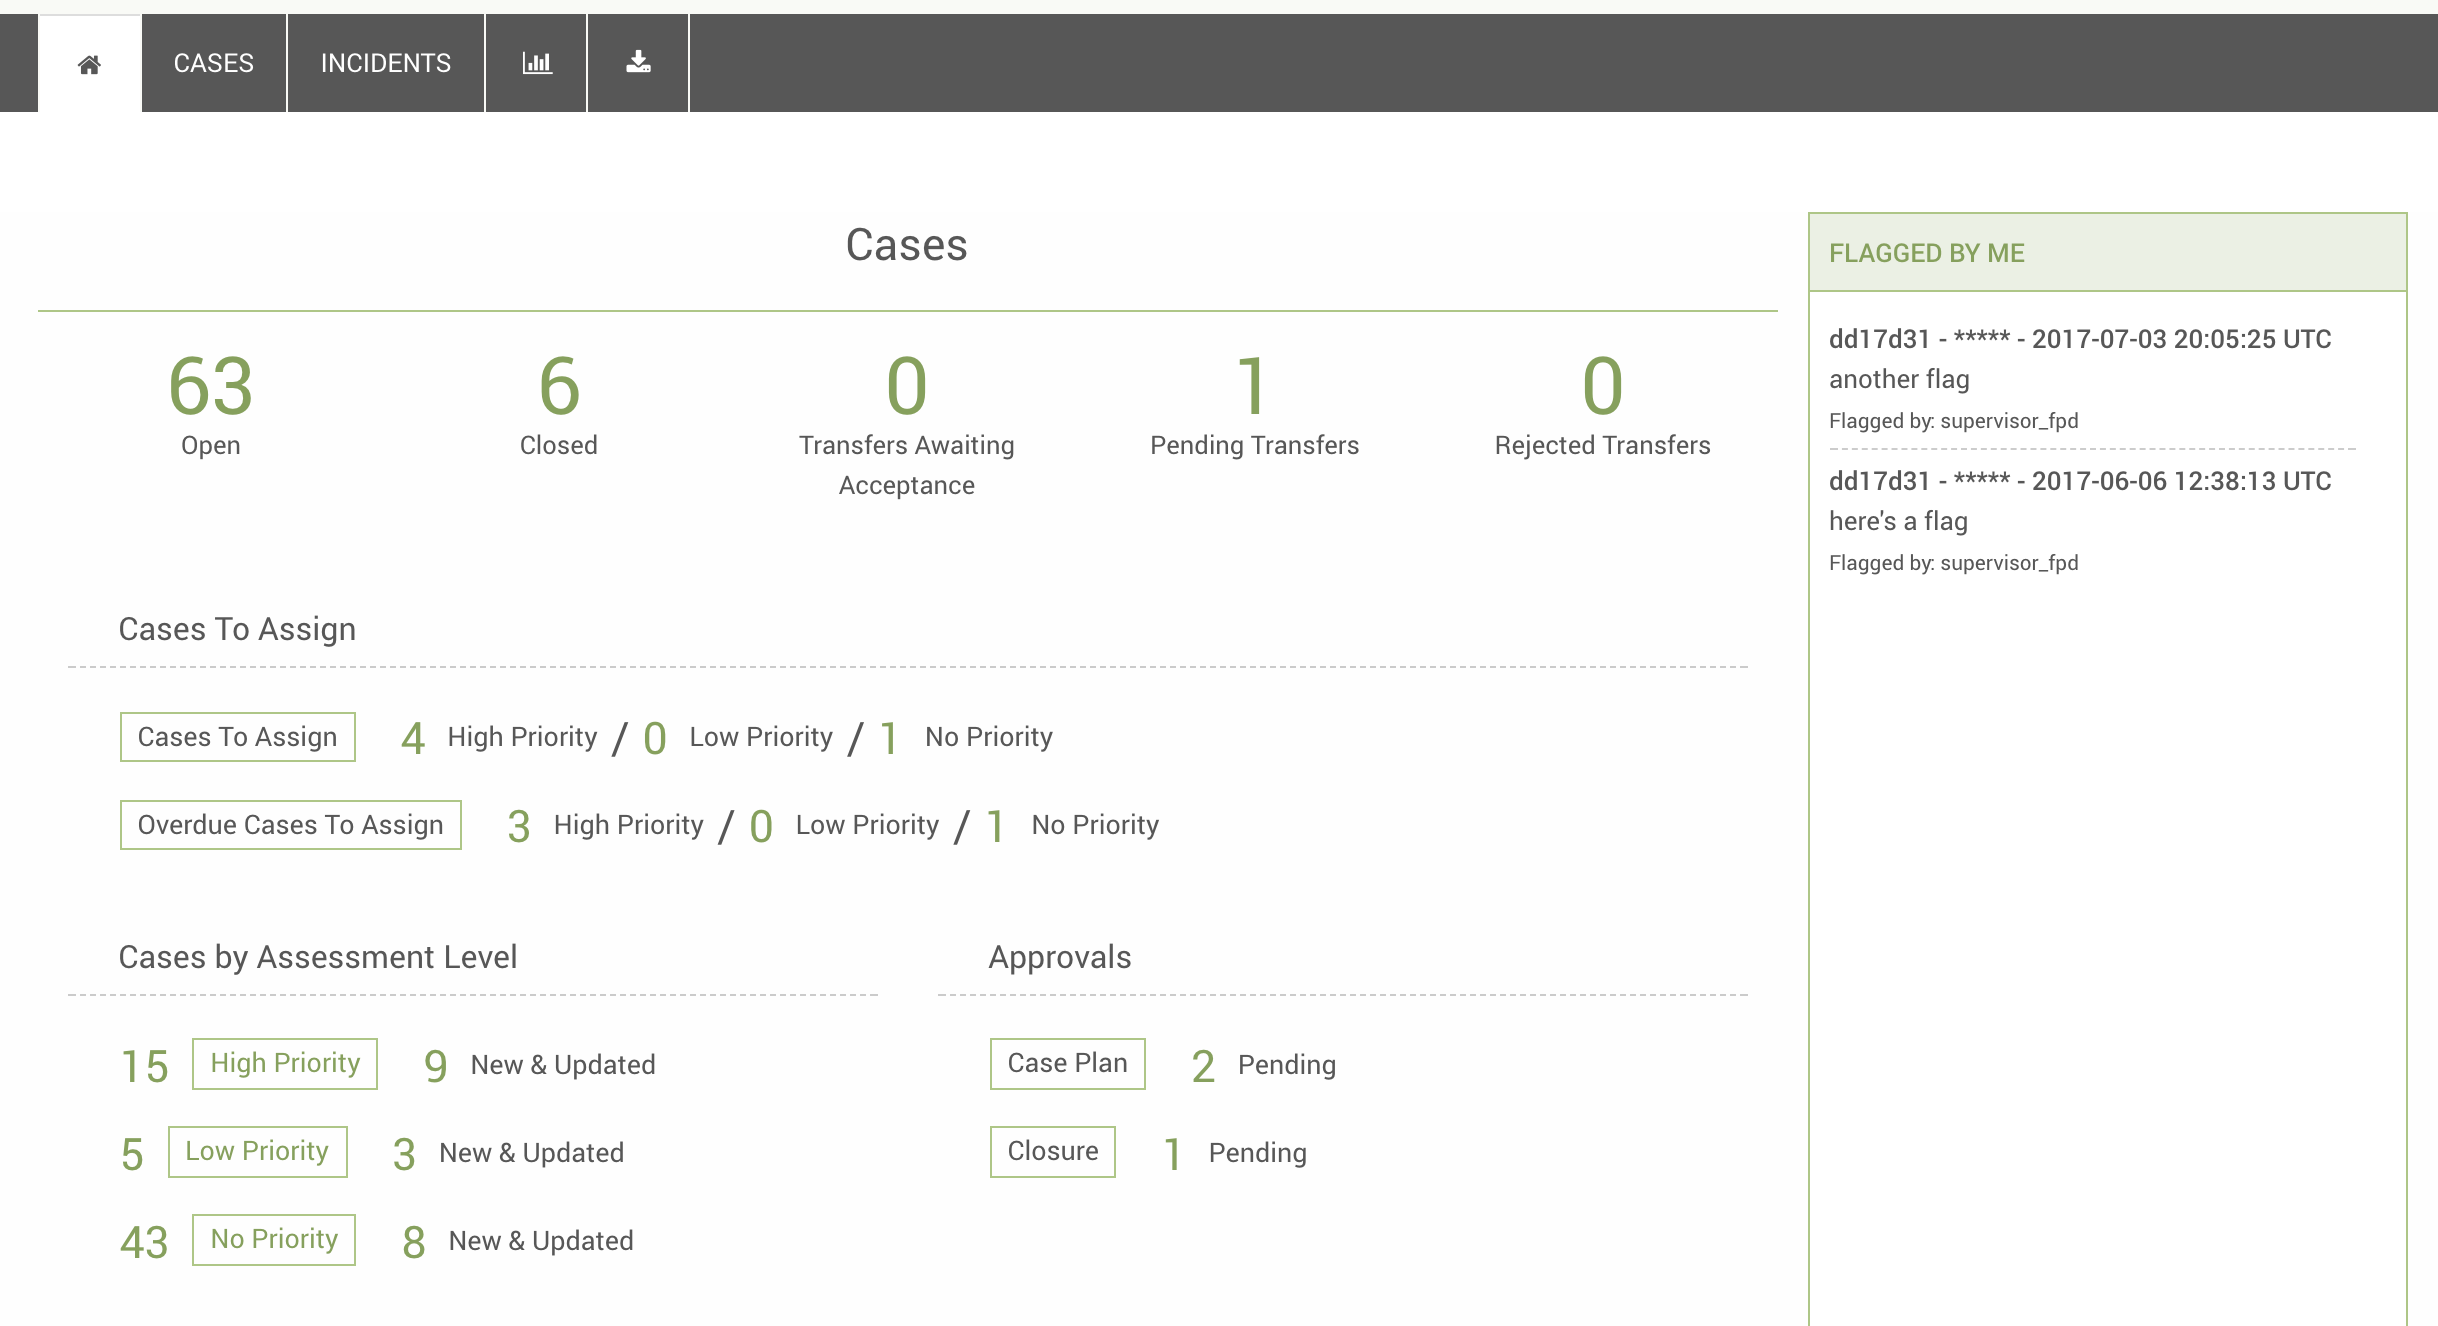 CASES INCIDENTS
Cases
63 6 0 1 0
Open Closed Transfers Awaiting Acceptance Pending Transfers Rejected Transfers
Cases To Assign
Cases To Assign 4 High Priority / 0 Low Priority / 1 No Priority
Overdue Cases To Assign 3 High Priority / 0 Low Priority / 1 No Priority
Cases by Assessment Level
15 High Priority 9 New & Updated
5 Low Priority 3 New & Updated
43 No Priority 8 New & Updated
Approvals
Case Plan 2 Pending
Closure 1 Pending
FLAGGED BY ME
dd17d31 - ***** - 2017-07-03 20:05:25 UTC
another flag
Flagged by: supervisor_fpd
dd17d31 - ***** - 2017-06-06 12:38:13 UTC
here's a flag
Flagged by: supervisor_fpd